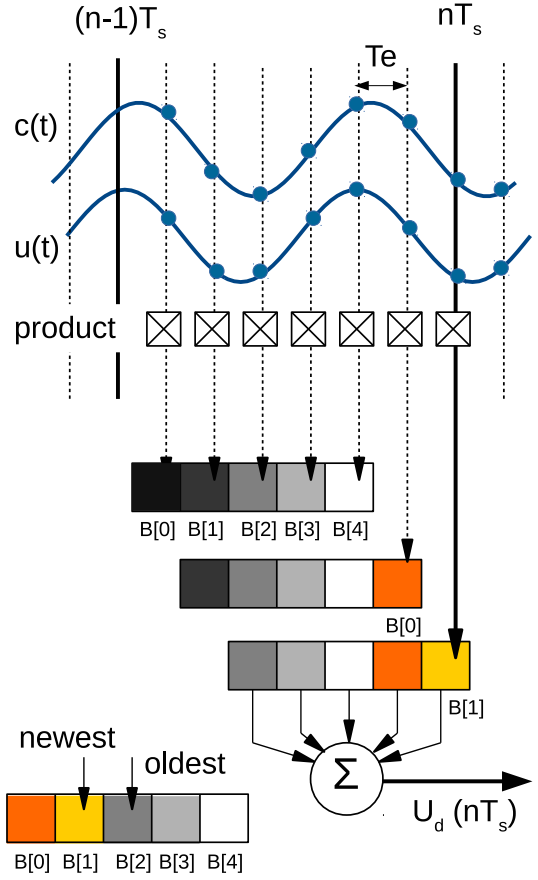 (n-1)Ts nTs
Te
c(t)
u(t)
product
B[0] B[1] B[2] B[3] B[4]
B[0]
B[1]
newest
oldest
Σ
Ud (nTs)
B[0] B[1] B[2] B[3] B[4]